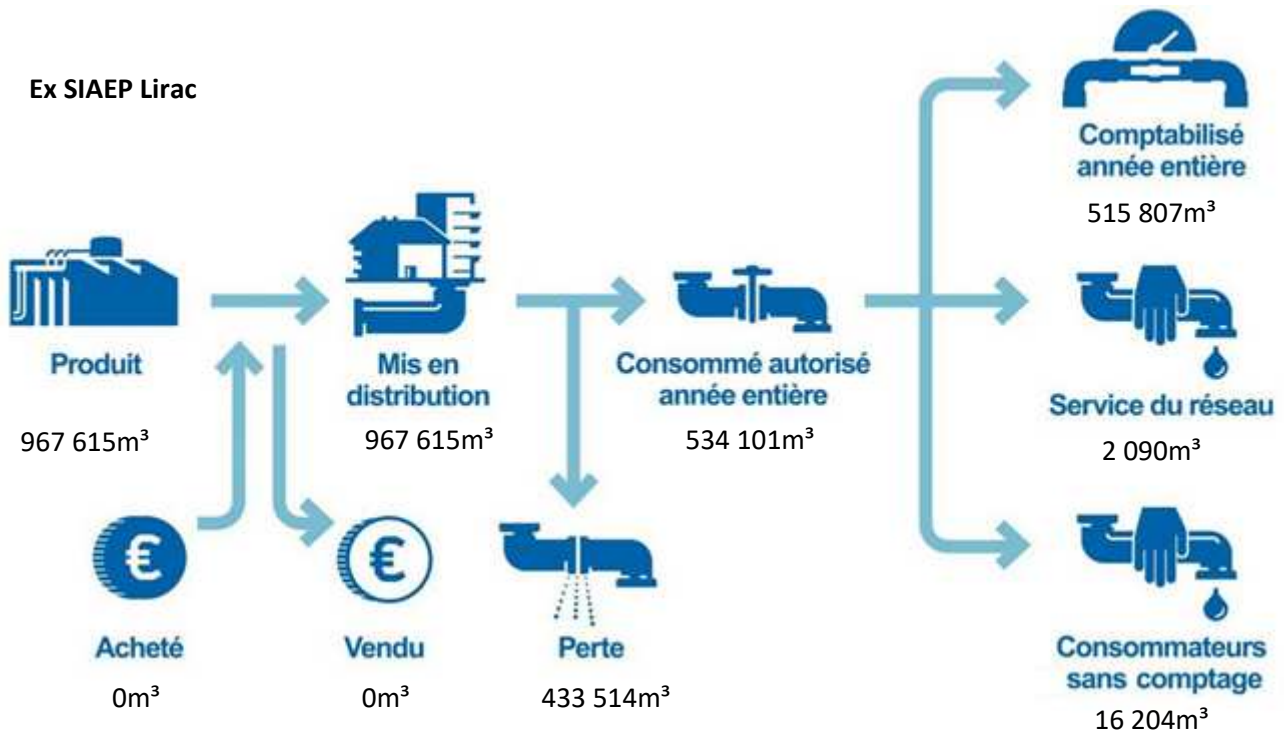 Ex SIAEP Lirac
Comptabilisé
année entière
515 807m³
Produit
967 615m³
Mis en
distribution
967 615m³
Consommé autorisé
année entière
534 101m³
Service du réseau
2 090m³
€
Acheté
0m³
€
Vendu
0m³
Perte
433 514m³
Consommateurs
sans comptage
16 204m³